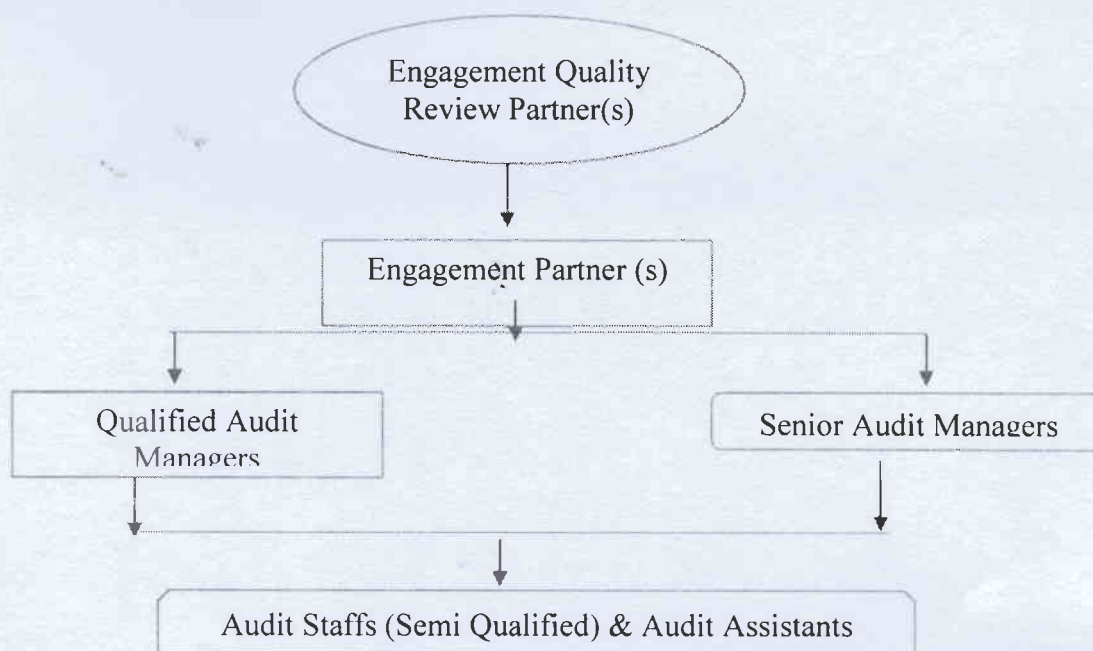 Engagement Quality
Review Partner(s)
Engagement Partner (s)
Qualified Audit
Managers
Senior Audit Managers
Audit Staffs (Semi Qualified) & Audit Assistants